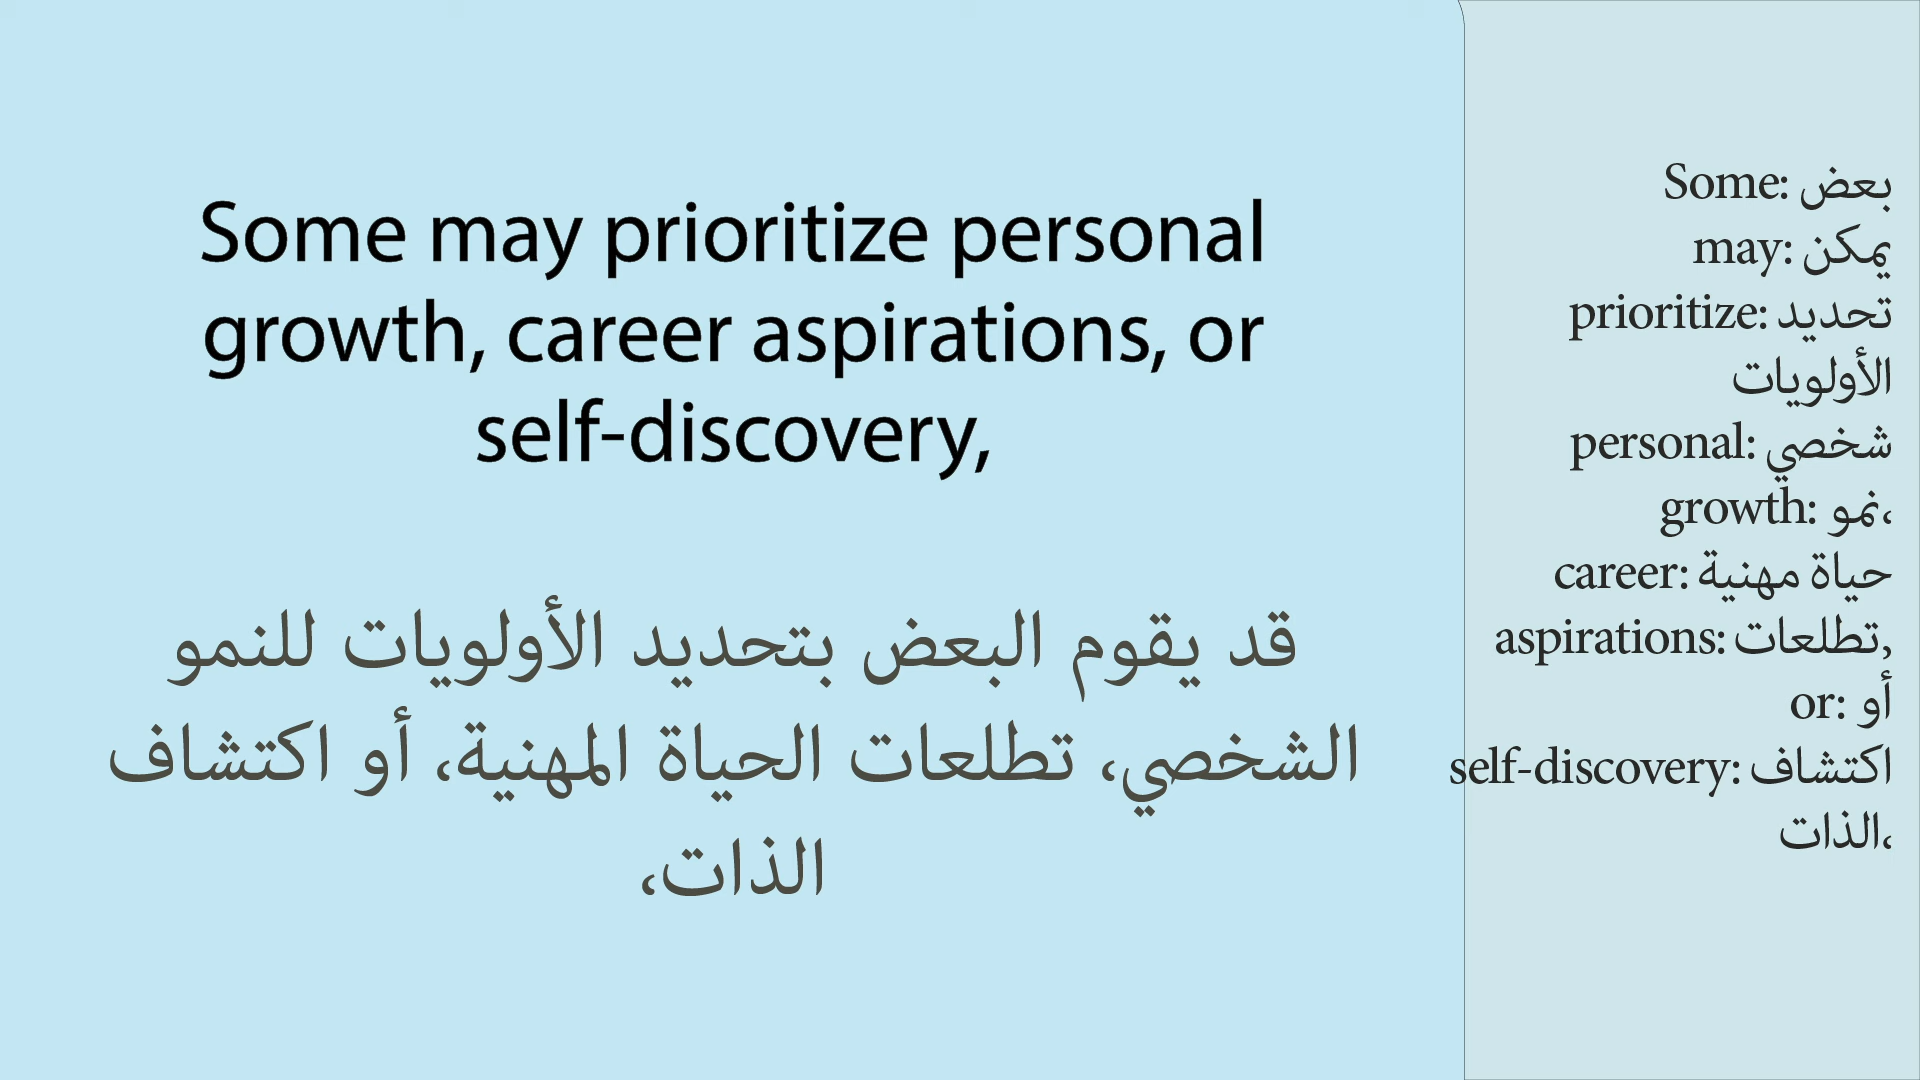 Some may prioritize personal
growth, career aspirations, or
self-discovery,
قد يقوم البعض بتحديد الأولويات للنمو
الشخصي، تطلعات الحياة المهنية، أو اكتشاف
الذات،
Some: بعض
may: يمكن
prioritize: تحديد
الأولويات
personal: شخصي
growth: نمو،
career: حياة مهنية
aspirations: تطلعات,
or: أو
self-discovery: اكتشاف
الذات،